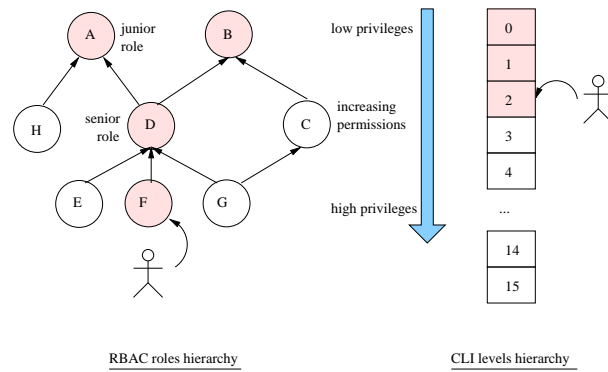 A
junior
role
B
low privileges
0
1
2
3
4
...
14
15
H
senior
role
D
C
increasing
permissions
E
F
G
high privileges
RBAC roles hierarchy
CLI levels hierarchy